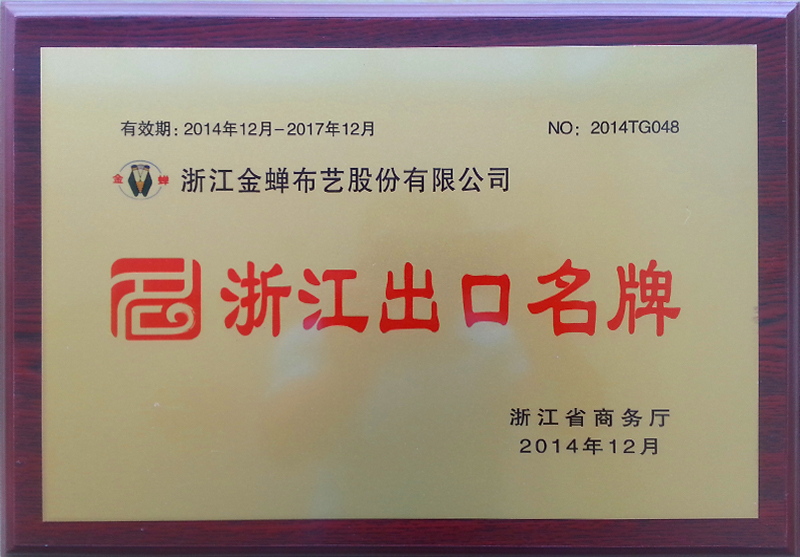 有效期：2014年12月-2017年12月 NO：2014TG048
金 蝉 浙江金蝉布艺股份有限公司
浙江出口名牌
浙江省商务厅
2014年12月